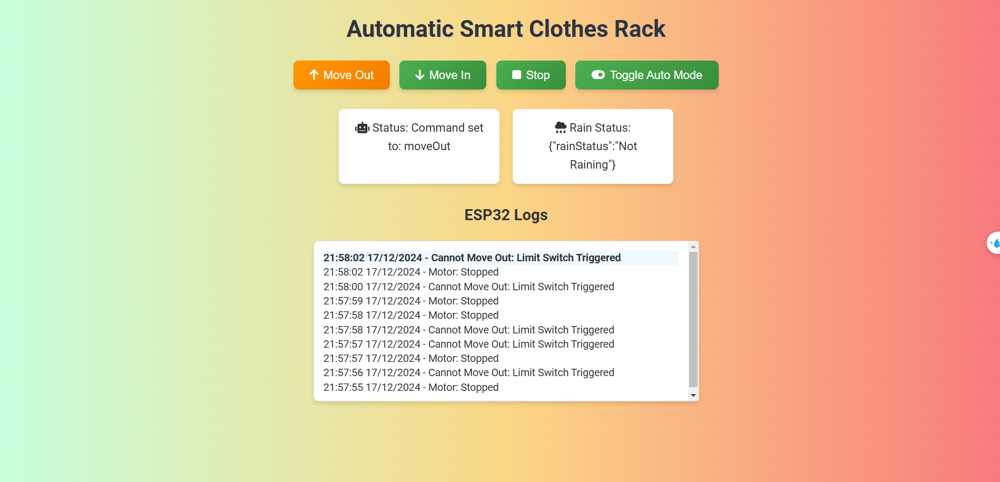 Automatic Smart Clothes Rack
Move Out
Move In
Stop
Toggle Auto Mode
Status: Command set
to: moveOut
Rain Status:
{"rainStatus":"Not
Raining"}
ESP32 Logs
21:58:02 17/12/2024 - Cannot Move Out: Limit Switch Triggered
21:58:02 17/12/2024 - Motor: Stopped
21:58:00 17/12/2024 - Cannot Move Out: Limit Switch Triggered
21:57:59 17/12/2024 - Motor: Stopped
21:57:58 17/12/2024 - Motor: Stopped
21:57:58 17/12/2024 - Cannot Move Out: Limit Switch Triggered
21:57:57 17/12/2024 - Cannot Move Out: Limit Switch Triggered
21:57:57 17/12/2024 - Motor: Stopped
21:57:56 17/12/2024 - Cannot Move Out: Limit Switch Triggered
21:57:55 17/12/2024 - Motor: Stopped